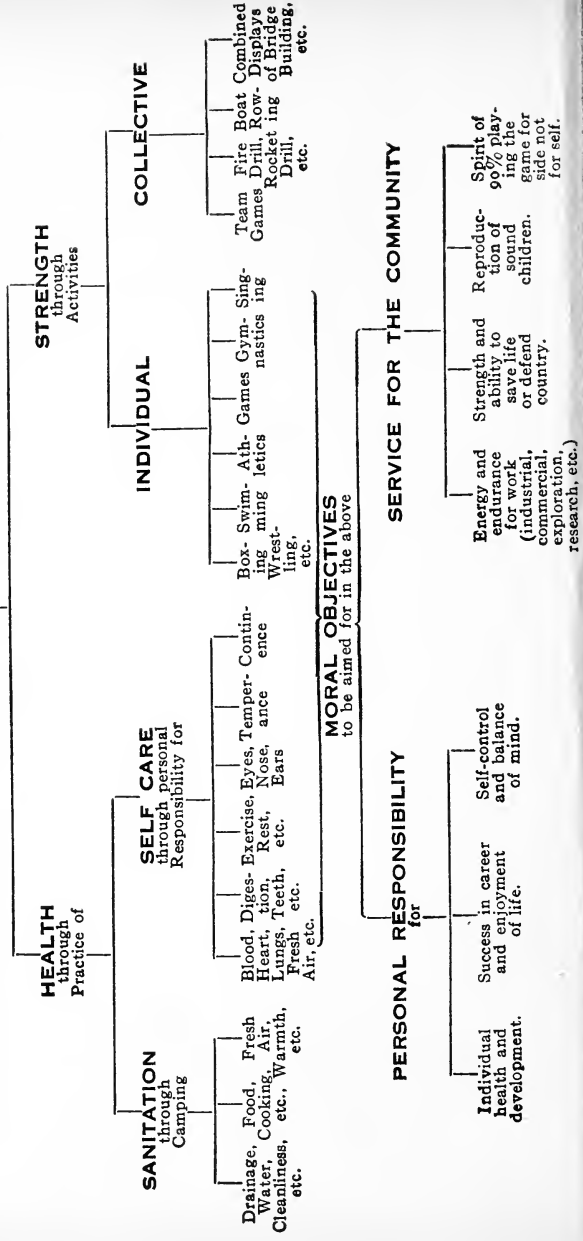 HEALTH
through
Practice of
STRENGTH
through
Activities
SANITATION
through
Camping
SELF CARE
through personal
Responsibility for
INDIVIDUAL
COLLECTIVE
Drainage,
Water,
Cleanliness,
etc.
Food,
Cooking,
etc.,
Fresh
Air,
Warmth,
etc.
Blood,
Heart,
Lungs,
Fresh
Air, etc.
Diges-
tion,
Teeth,
etc.
Exercise,
Rest,
etc.
Eyes,
Nose,
Ears
Temper-
ance
Contin-
ence
Box-
ing
Wrest-
ling,
etc.
Swim-
ming
Ath-
letics
Games
Gym-
nastics
Sing-
ing
Team
Games
Fire
Drill,
Rocket
Drill,
etc.
Boat
Row-
ing
Combined
Displays
of Bridge
Building,
etc.
MORAL OBJECTIVES
to be aimed for in the above
PERSONAL RESPONSIBILITY
for
SERVICE FOR THE COMMUNITY
Individual
health and
development.
Success in career
and enjoyment
of life.
Self-control
and balance
of mind.
Energy and
endurance
for work
(industrial,
commercial,
exploration,
research, etc.)
Strength and
ability to
save life
or defend
country.
Reproduc-
tion of
sound
children.
Spirit of
90% play-
ing the
game for
side not
for self.